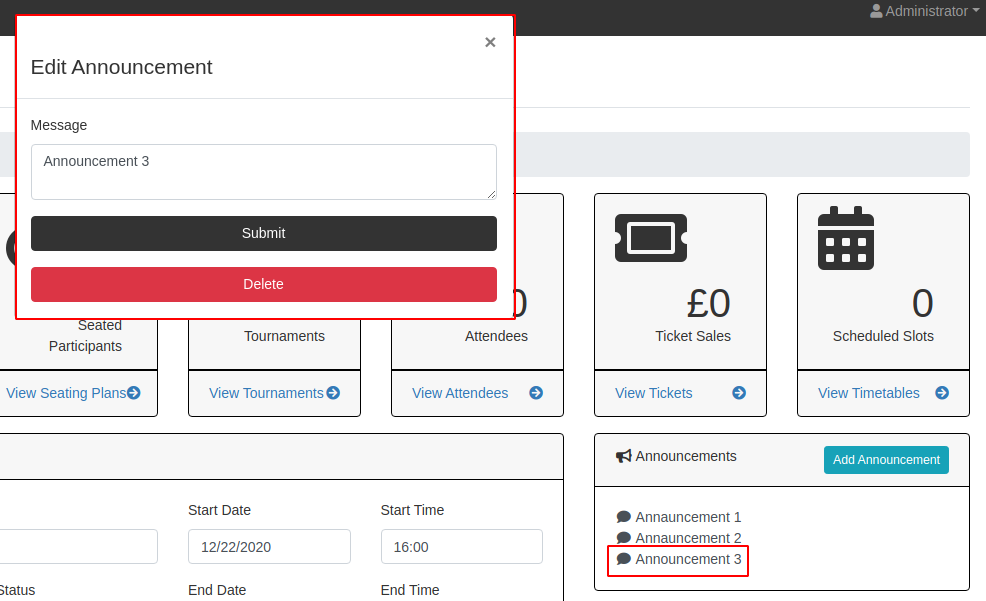 Administrator
×
Edit Announcement
Message
Announcement 3
Submit
Delete
Seated
Participants
View Seating Plans
Tournaments
View Tournaments
0
Attendees
View Attendees
£0
Ticket Sales
View Tickets
0
Scheduled Slots
View Timetables
Start Date
Start Time
12/22/2020
16:00
Status
End Date
End Time
Announcements
Add Announcement
Annauncement 1
Annauncement 2
Announcement 3